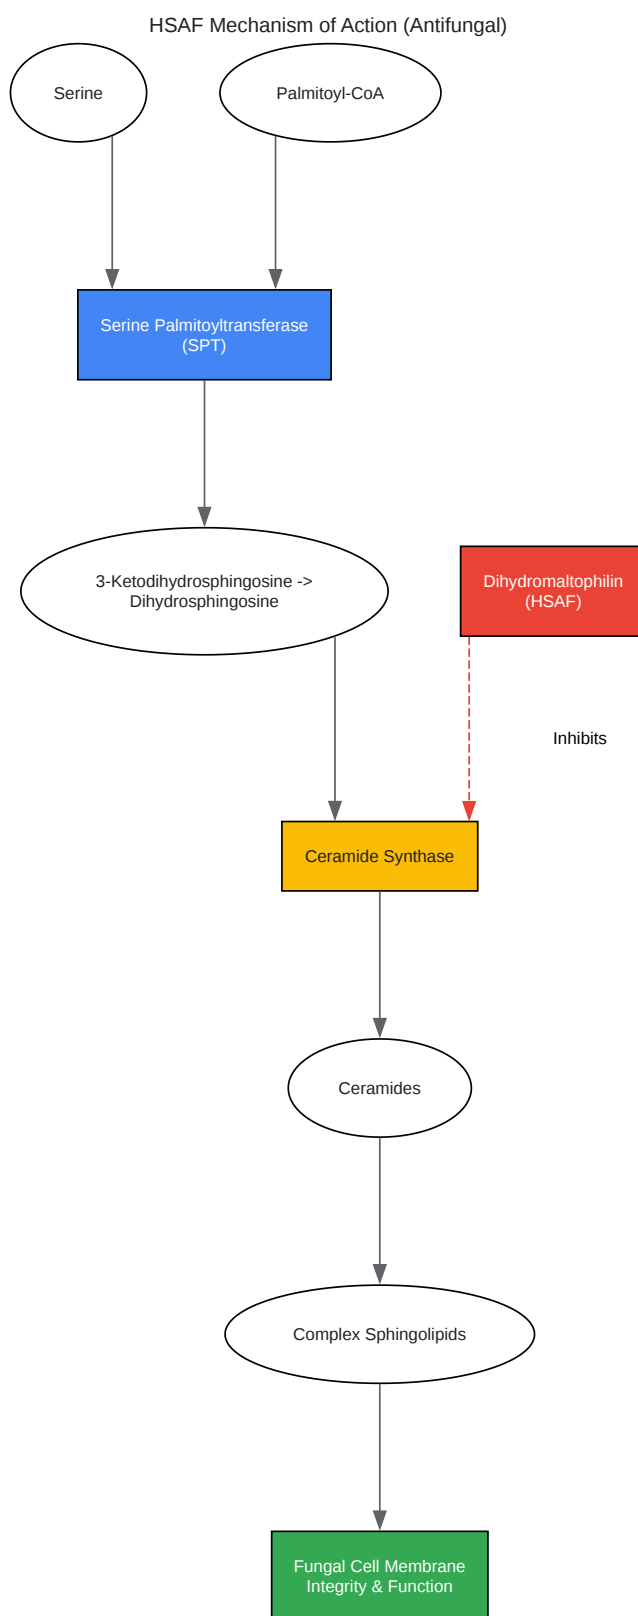 HSAF Mechanism of Action (Antifungal)
Serine
Palmitoyl-CoA
Serine Palmitoyltransferase
(SPT)
3-Ketodihydrosphingosine ->
Dihydrosphingosine
Dihydromaltophilin
(HSAF)
Inhibits
Ceramide Synthase
Ceramides
Complex Sphingolipids
Fungal Cell Membrane
Integrity & Function